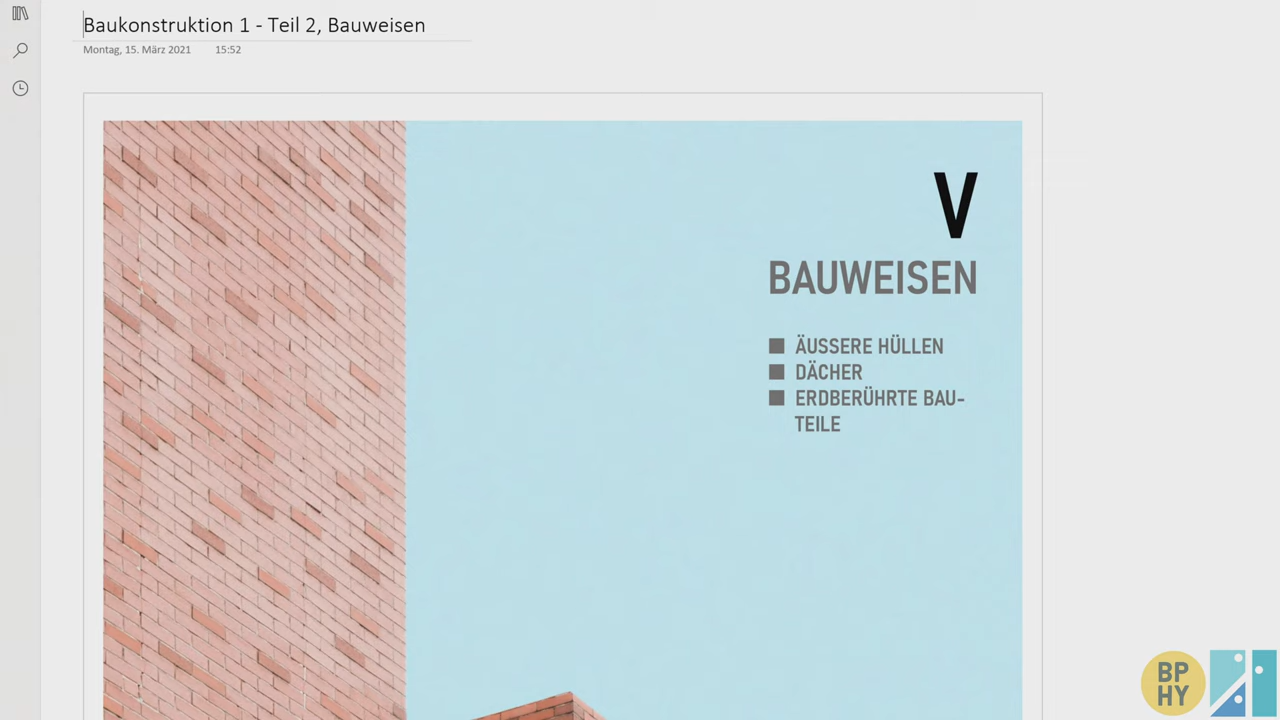 Baukonstruktion 1 - Teil 2, Bauweisen
Montag, 15. März 2021 15:52
V
BAUWEISEN
ÄUSSERE HÜLLEN
DÄCHER
ERDBERÜHRTE BAU-
TEILE
BP
HY